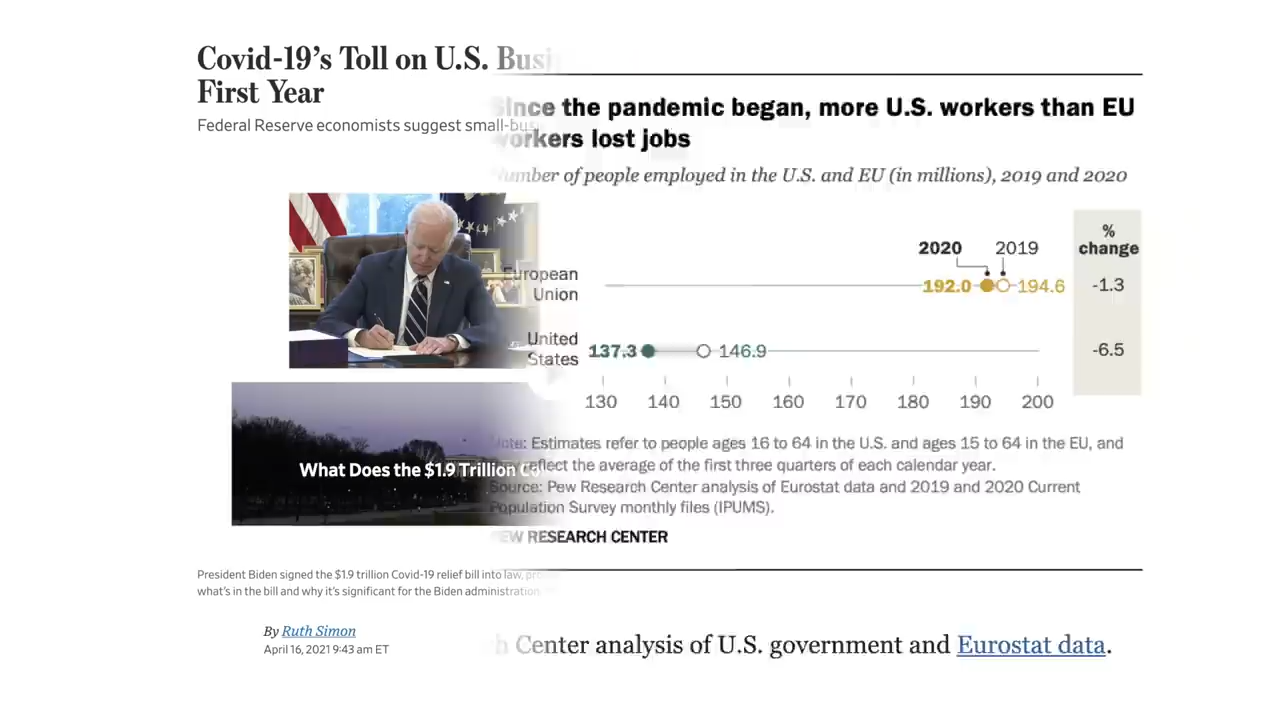 Covid-19's Toll on U.S. Busi
First Year
Federal Reserve economists suggest small-bus
What Does the $1.9 Trillion Co
President Biden signed the $1.9 trillion Covid-19 relief bill into law,
what's in the bill and why it's significant for the Biden administration.
By Ruth Simon
April 16, 2021 9:43 am ET
Since the pandemic began, more U.S. workers than EU
workers lost jobs
Number of people employed in the U.S. and EU (in millions), 2019 and 2020
%
change
2020 2019
European
Union
192.0 194.6 -1.3
United
States
137.3 146.9 -6.5
130 140 150 160 170 180 190 200
Note: Estimates refer to people ages 16 to 64 in the U.S. and ages 15 to 64 in the EU, and
reflect the average of the first three quarters of each calendar year.
Source: Pew Research Center analysis of Eurostat data and 2019 and 2020 Current
Population Survey monthly files (IPUMS).
PEW RESEARCH CENTER
h Center analysis of U.S. government and Eurostat data.